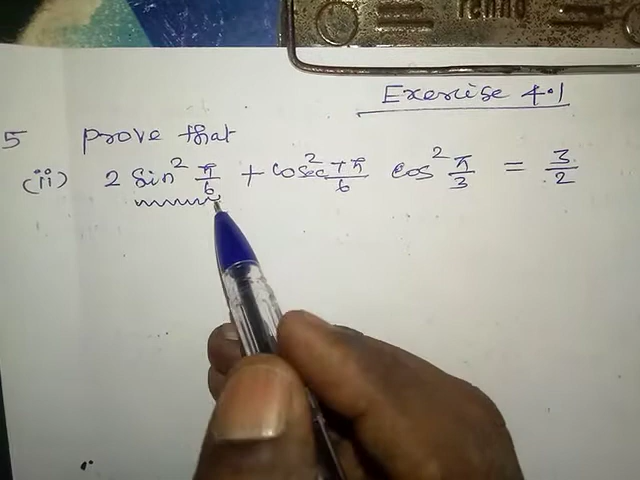 Exercise 4.1
5 prove that
(ii) 2 sin² π/6 + cosec² 7π/6 cos² π/3 = 3/2